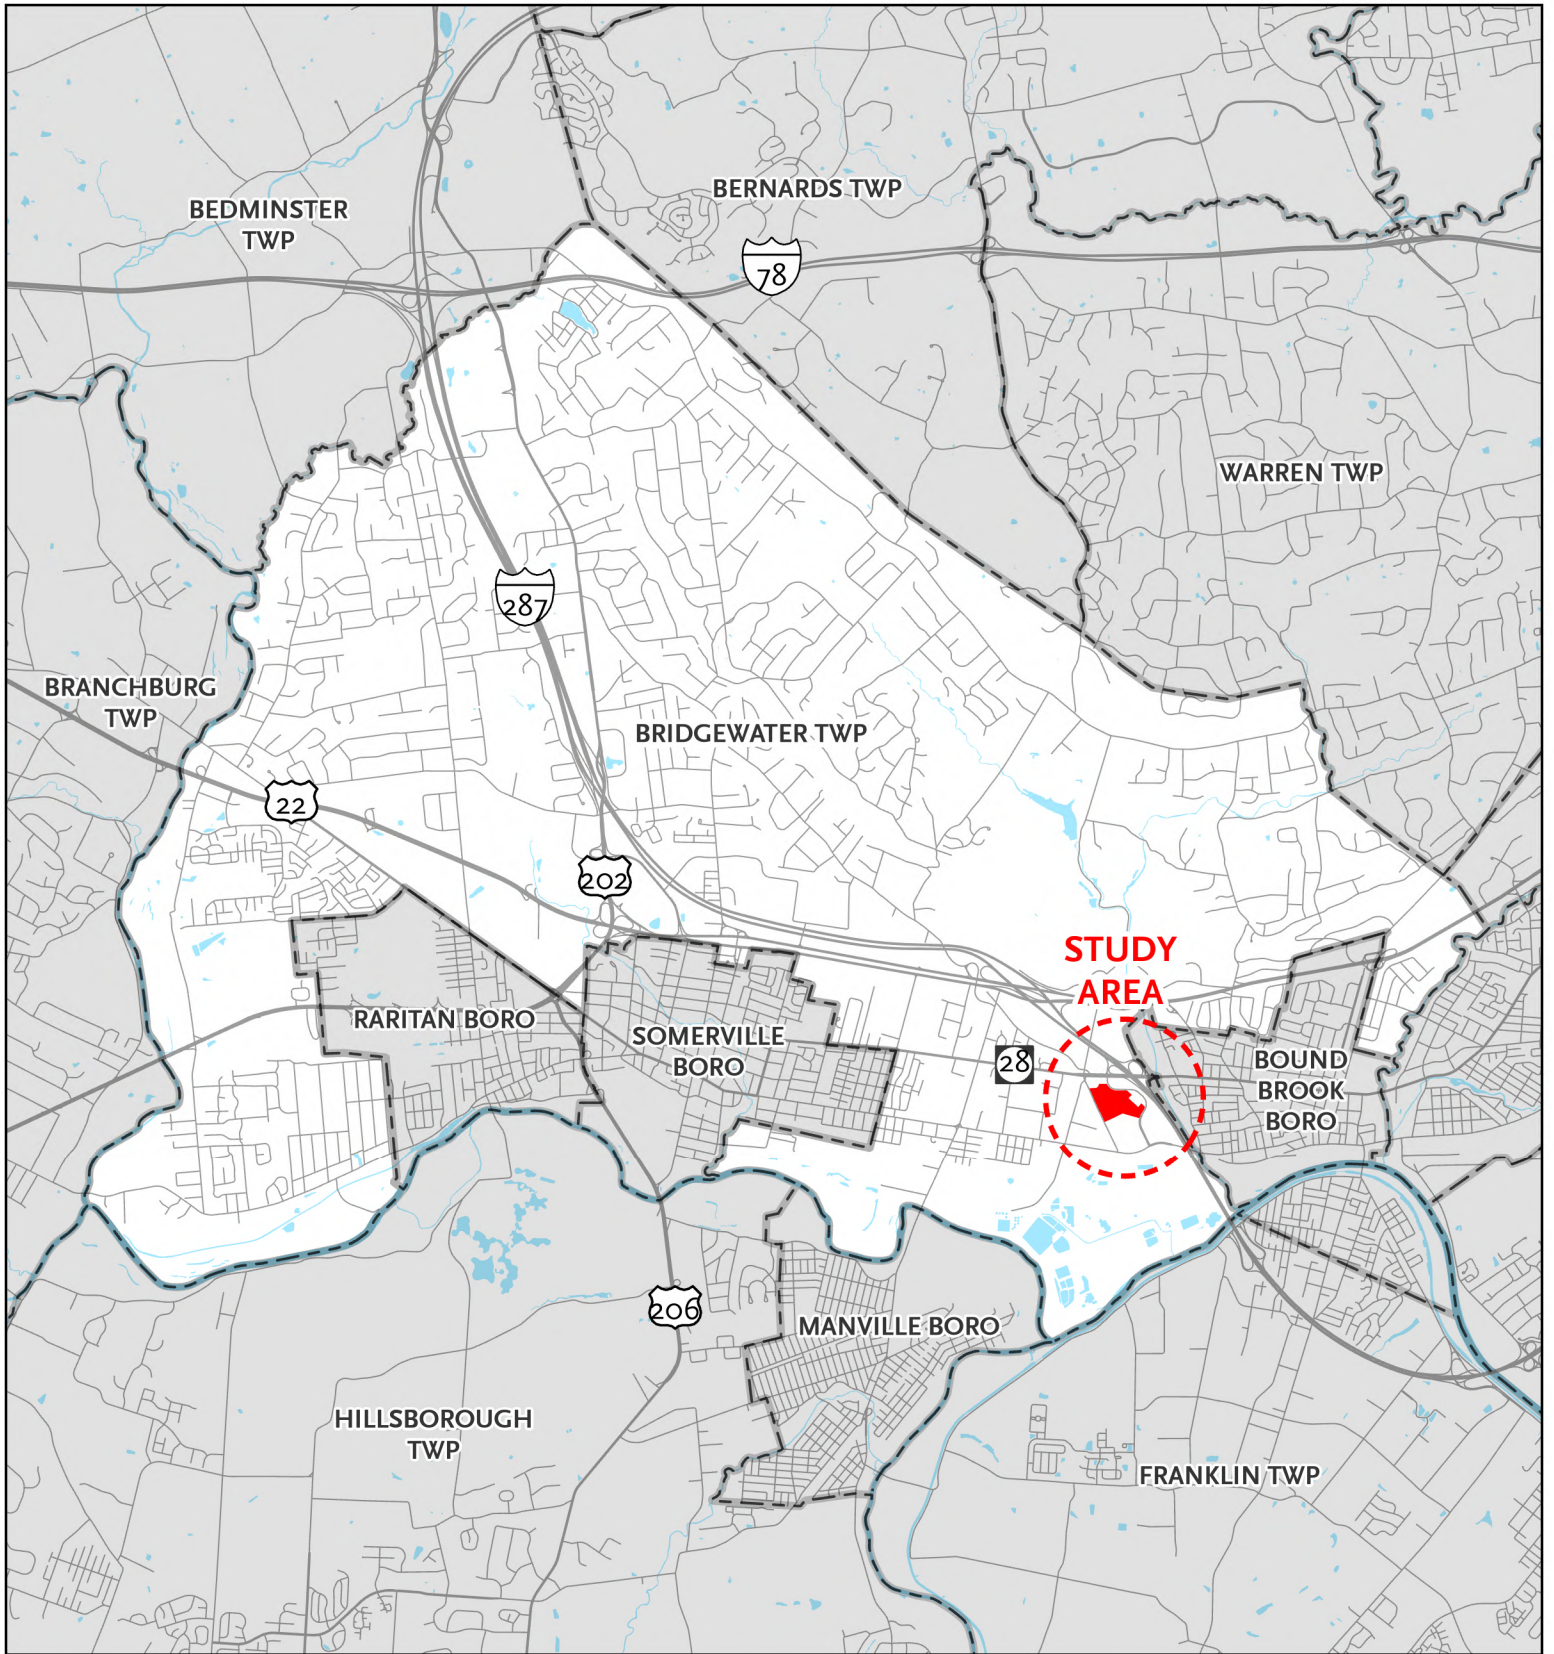 BERNARDS TWP
BEDMINSTER
TWP
78
WARREN TWP
287
BRANCHBURG
TWP
BRIDGEWATER TWP
22
202
STUDY
AREA
RARITAN BORO
SOMERVILLE
BORO
28
BOUND
BROOK
BORO
206
MANVILLE BORO
HILLSBOROUGH
TWP
FRANKLIN TWP